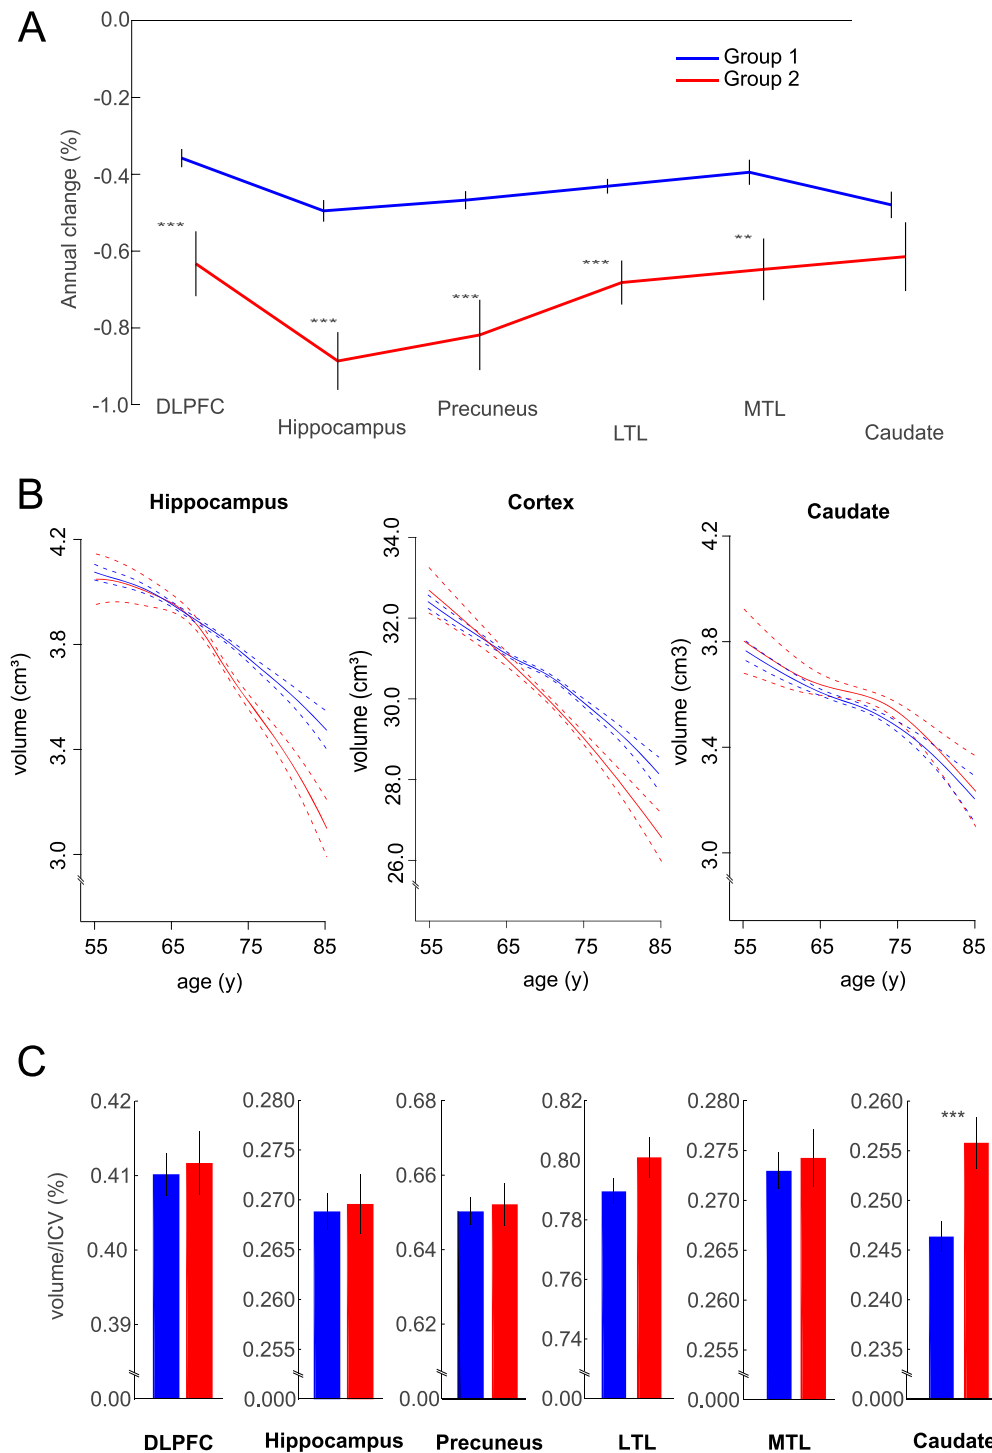 A
0.0
-0.2
-0.4
-0.6
-0.8
-1.0
Annual change (%)
Group 1
Group 2
***
***
***
***
**
DLPFC
Hippocampus
Precuneus
LTL
MTL
Caudate
B
Hippocampus
4.2
3.8
3.4
3.0
volume (cm³)
55 65 75 85
age (y)
Cortex
34.0
32.0
30.0
28.0
26.0
volume (cm³)
55 65 75 85
age (y)
Caudate
4.2
3.8
3.4
3.0
volume (cm3)
55 65 75 85
age (y)
C
volume/ICV (%)
0.42
0.41
0.40
0.39
0.00
DLPFC
0.280
0.275
0.270
0.265
0.260
0.255
0.000
Hippocampus
0.68
0.66
0.64
0.62
0.00
Precuneus
0.82
0.80
0.78
0.76
0.74
0.00
LTL
0.280
0.275
0.270
0.265
0.260
0.255
0.000
MTL
0.260
0.255
0.250
0.245
0.240
0.235
0.000
***
Caudate